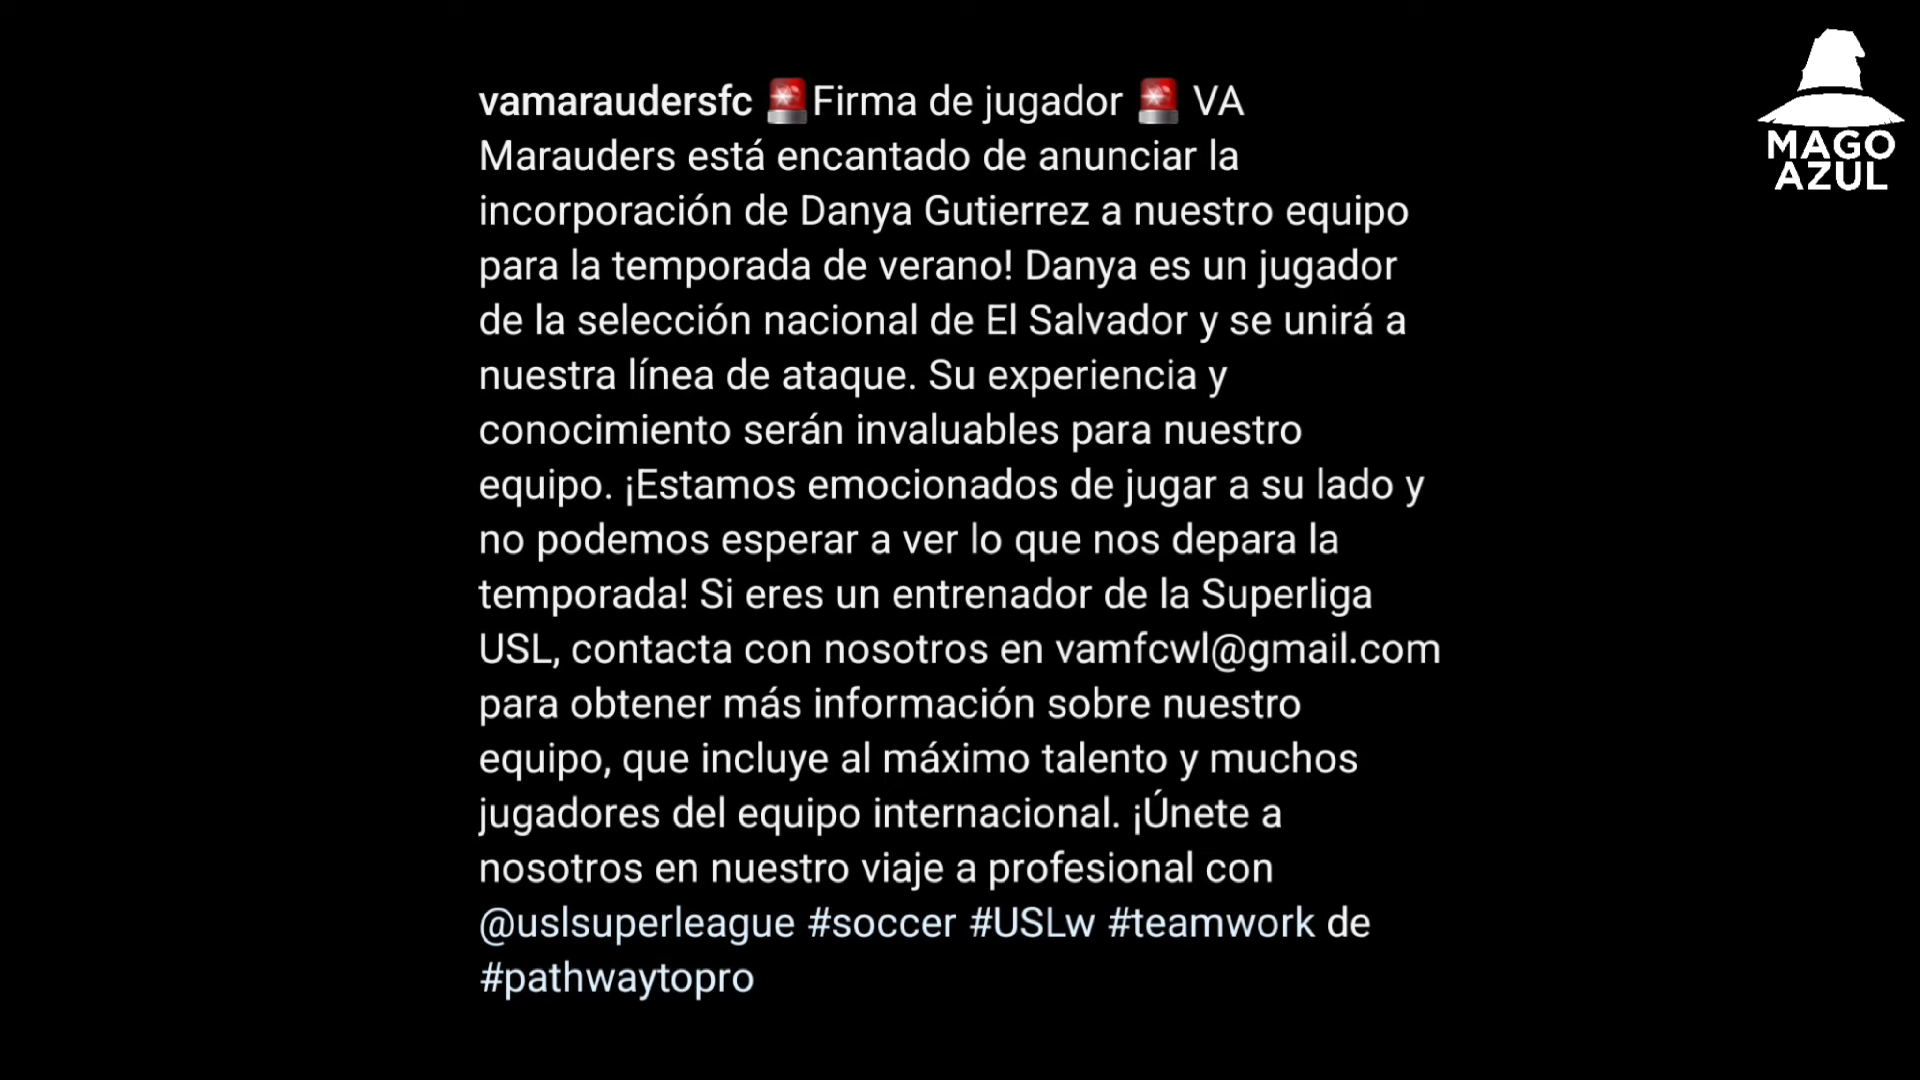 vamaraudersfc 🚨Firma de jugador 🚨 VA
Marauders está encantado de anunciar la
incorporación de Danya Gutierrez a nuestro equipo
para la temporada de verano! Danya es un jugador
de la selección nacional de El Salvador y se unirá a
nuestra línea de ataque. Su experiencia y
conocimiento serán invaluables para nuestro
equipo. ¡Estamos emocionados de jugar a su lado y
no podemos esperar a ver lo que nos depara la
temporada! Si eres un entrenador de la Superliga
USL, contacta con nosotros en vamfcwl@gmail.com
para obtener más información sobre nuestro
equipo, que incluye al máximo talento y muchos
jugadores del equipo internacional. ¡Únete a
nosotros en nuestro viaje a profesional con
@uslsuperleague #soccer #USLw #teamwork de
#pathwaytopro
MAGO
AZUL